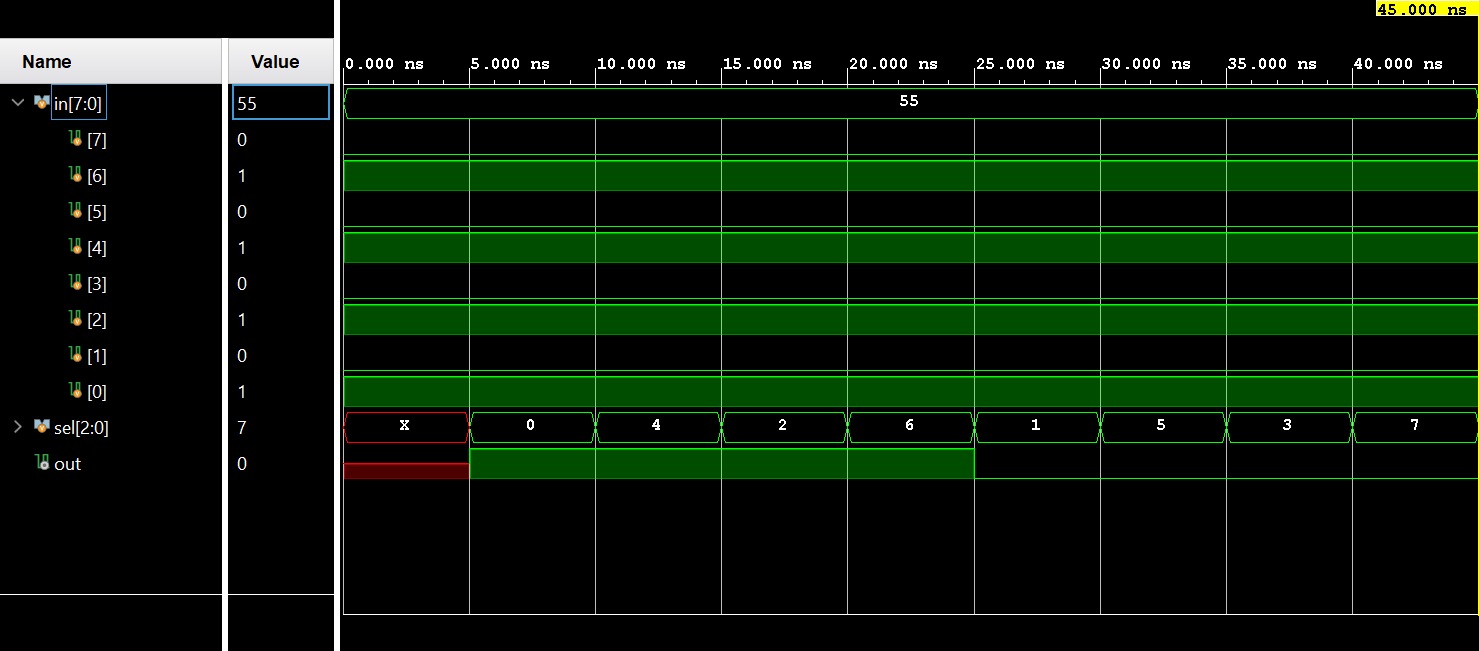 45.000 ns
Name Value
0.000 ns 5.000 ns 10.000 ns 15.000 ns 20.000 ns 25.000 ns 30.000 ns 35.000 ns 40.000 ns
in[7:0] 55 55
[7] 0
[6] 1
[5] 0
[4] 1
[3] 0
[2] 1
[1] 0
[0] 1
sel[2:0] 7 X 0 4 2 6 1 5 3 7
out 0